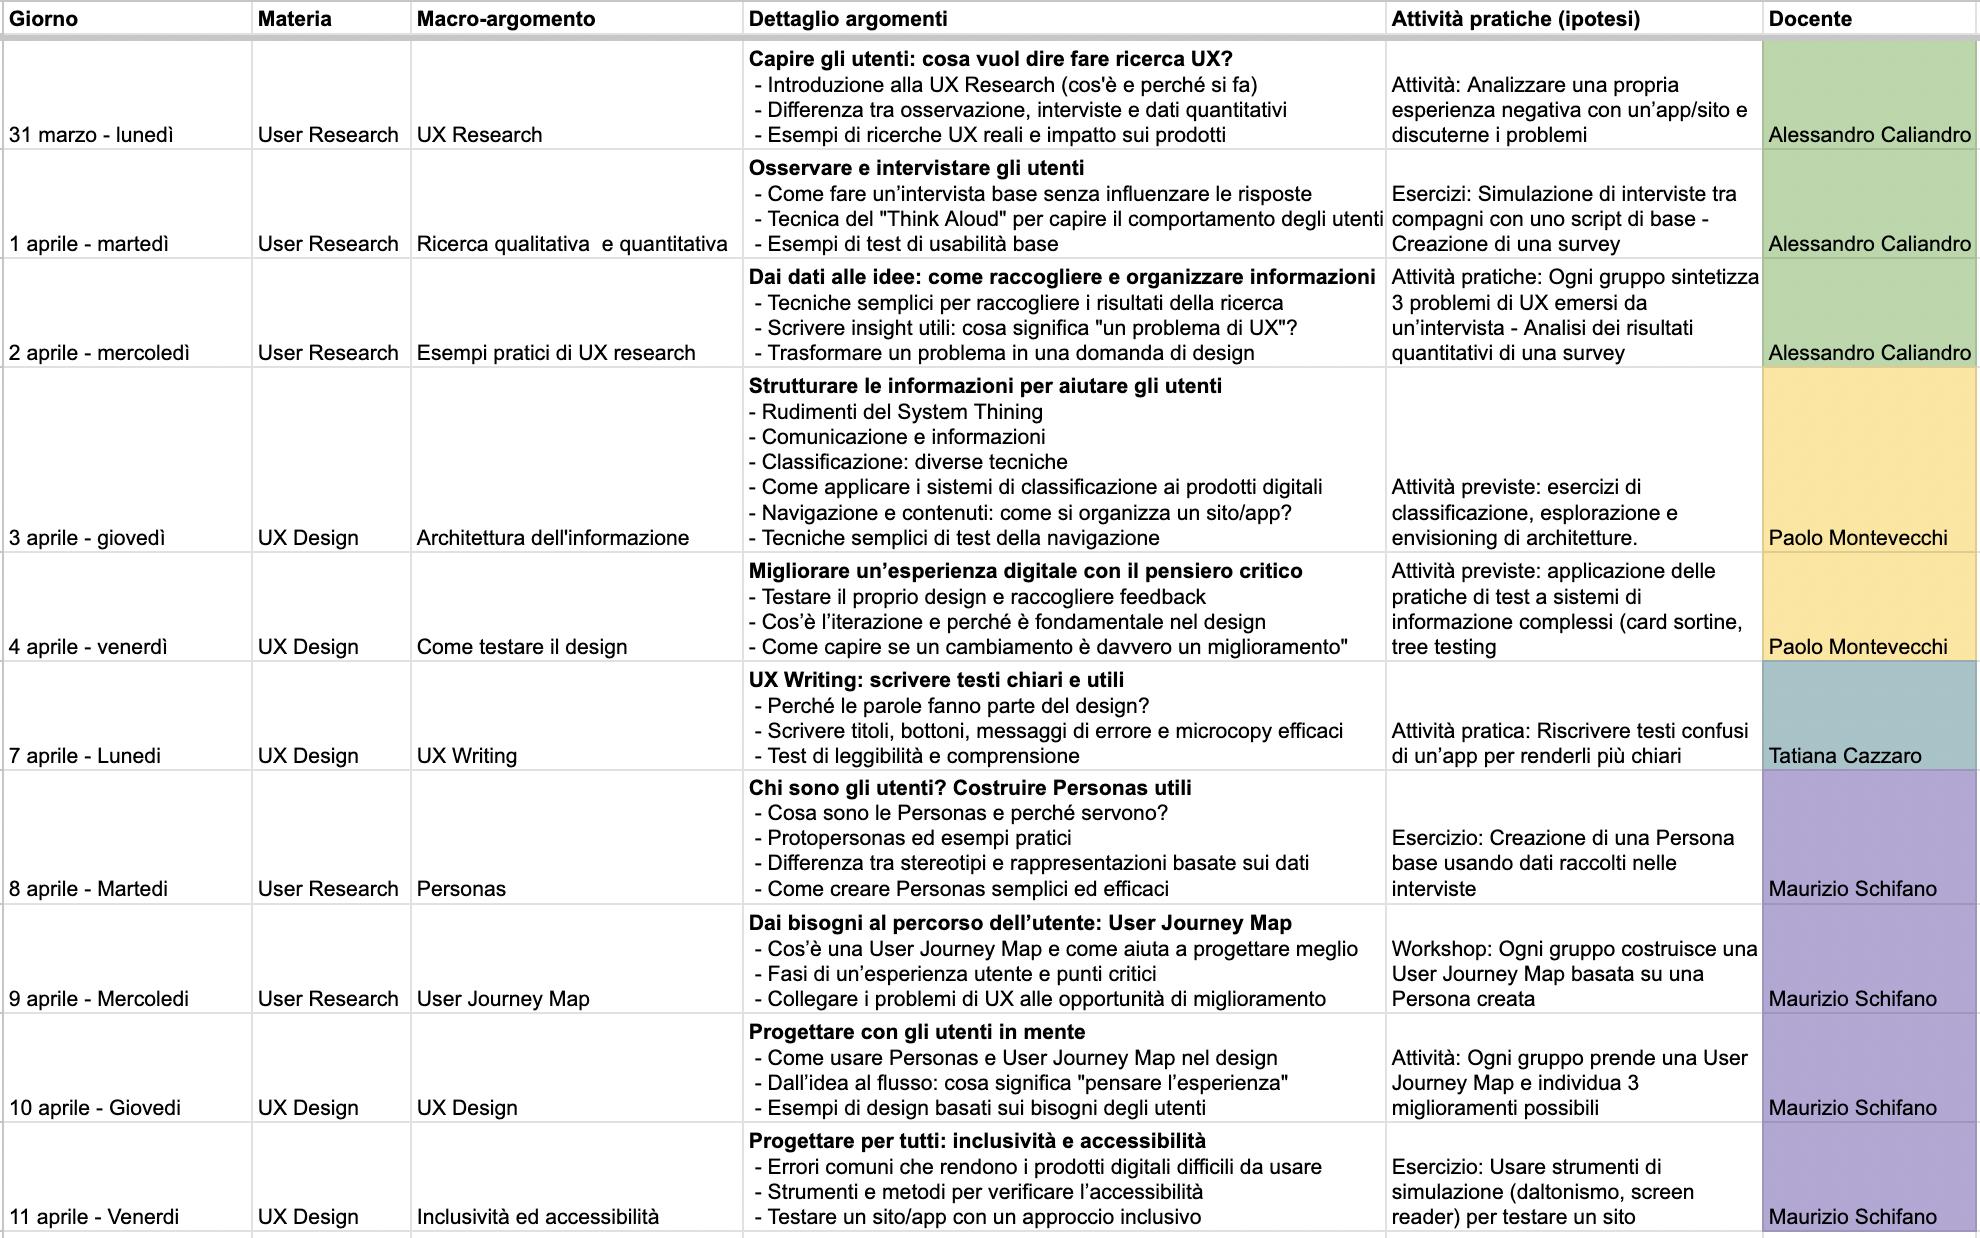 Giorno Materia Macro-argomento Dettaglio argomenti Attività pratiche (ipotesi) Docente
Capire gli utenti: cosa vuol dire fare ricerca UX?
- Introduzione alla UX Research (cos'è e perché si fa) Attività: Analizzare una propria
- Differenza tra osservazione, interviste e dati quantitativi esperienza negativa con un’app/sito e
31 marzo - lunedì User Research UX Research - Esempi di ricerche UX reali e impatto sui prodotti discuterne i problemi Alessandro Caliandro
Osservare e intervistare gli utenti
- Come fare un’intervista base senza influenzare le risposte Esercizi: Simulazione di interviste tra
- Tecnica del "Think Aloud" per capire il comportamento degli utenti compagni con uno script di base -
1 aprile - martedì User Research Ricerca qualitativa  e quantitativa - Esempi di test di usabilità base Creazione di una survey Alessandro Caliandro
Dai dati alle idee: come raccogliere e organizzare informazioni Attività pratiche: Ogni gruppo sintetizza
- Tecniche semplici per raccogliere i risultati della ricerca 3 problemi di UX emersi da
- Scrivere insight utili: cosa significa "un problema di UX"? un’intervista - Analisi dei risultati
2 aprile - mercoledì User Research Esempi pratici di UX research - Trasformare un problema in una domanda di design quantitativi di una survey Alessandro Caliandro
Strutturare le informazioni per aiutare gli utenti
- Rudimenti del System Thining
- Comunicazione e informazioni
- Classificazione: diverse tecniche
- Come applicare i sistemi di classificazione ai prodotti digitali Attività previste: esercizi di
- Navigazione e contenuti: come si organizza un sito/app? classificazione, esplorazione e
3 aprile - giovedì UX Design Architettura dell'informazione - Tecniche semplici di test della navigazione envisioning di architetture. Paolo Montevecchi
Migliorare un’esperienza digitale con il pensiero critico Attività previste: applicazione delle
- Testare il proprio design e raccogliere feedback pratiche di test a sistemi di
- Cos’è l’iterazione e perché è fondamentale nel design informazione complessi (card sortine,
4 aprile - venerdì UX Design Come testare il design - Come capire se un cambiamento è davvero un miglioramento" tree testing Paolo Montevecchi
UX Writing: scrivere testi chiari e utili
- Perché le parole fanno parte del design?
- Scrivere titoli, bottoni, messaggi di errore e microcopy efficaci Attività pratica: Riscrivere testi confusi
7 aprile - Lunedi UX Design UX Writing - Test di leggibilità e comprensione di un’app per renderli più chiari Tatiana Cazzaro
Chi sono gli utenti? Costruire Personas utili
- Cosa sono le Personas e perché servono?
- Protopersonas ed esempi pratici Esercizio: Creazione di una Persona
- Differenza tra stereotipi e rappresentazioni basate sui dati base usando dati raccolti nelle
8 aprile - Martedi User Research Personas - Come creare Personas semplici ed efficaci interviste Maurizio Schifano
Dai bisogni al percorso dell’utente: User Journey Map
- Cos’è una User Journey Map e come aiuta a progettare meglio Workshop: Ogni gruppo costruisce una
- Fasi di un’esperienza utente e punti critici User Journey Map basata su una
9 aprile - Mercoledi User Research User Journey Map - Collegare i problemi di UX alle opportunità di miglioramento Persona creata Maurizio Schifano
Progettare con gli utenti in mente
- Come usare Personas e User Journey Map nel design Attività: Ogni gruppo prende una User
- Dall’idea al flusso: cosa significa "pensare l’esperienza" Journey Map e individua 3
10 aprile - Giovedi UX Design UX Design - Esempi di design basati sui bisogni degli utenti miglioramenti possibili Maurizio Schifano
Progettare per tutti: inclusività e accessibilità
- Errori comuni che rendono i prodotti digitali difficili da usare Esercizio: Usare strumenti di
- Strumenti e metodi per verificare l’accessibilità simulazione (daltonismo, screen
11 aprile - Venerdi UX Design Inclusività ed accessibilità - Testare un sito/app con un approccio inclusivo reader) per testare un sito Maurizio Schifano